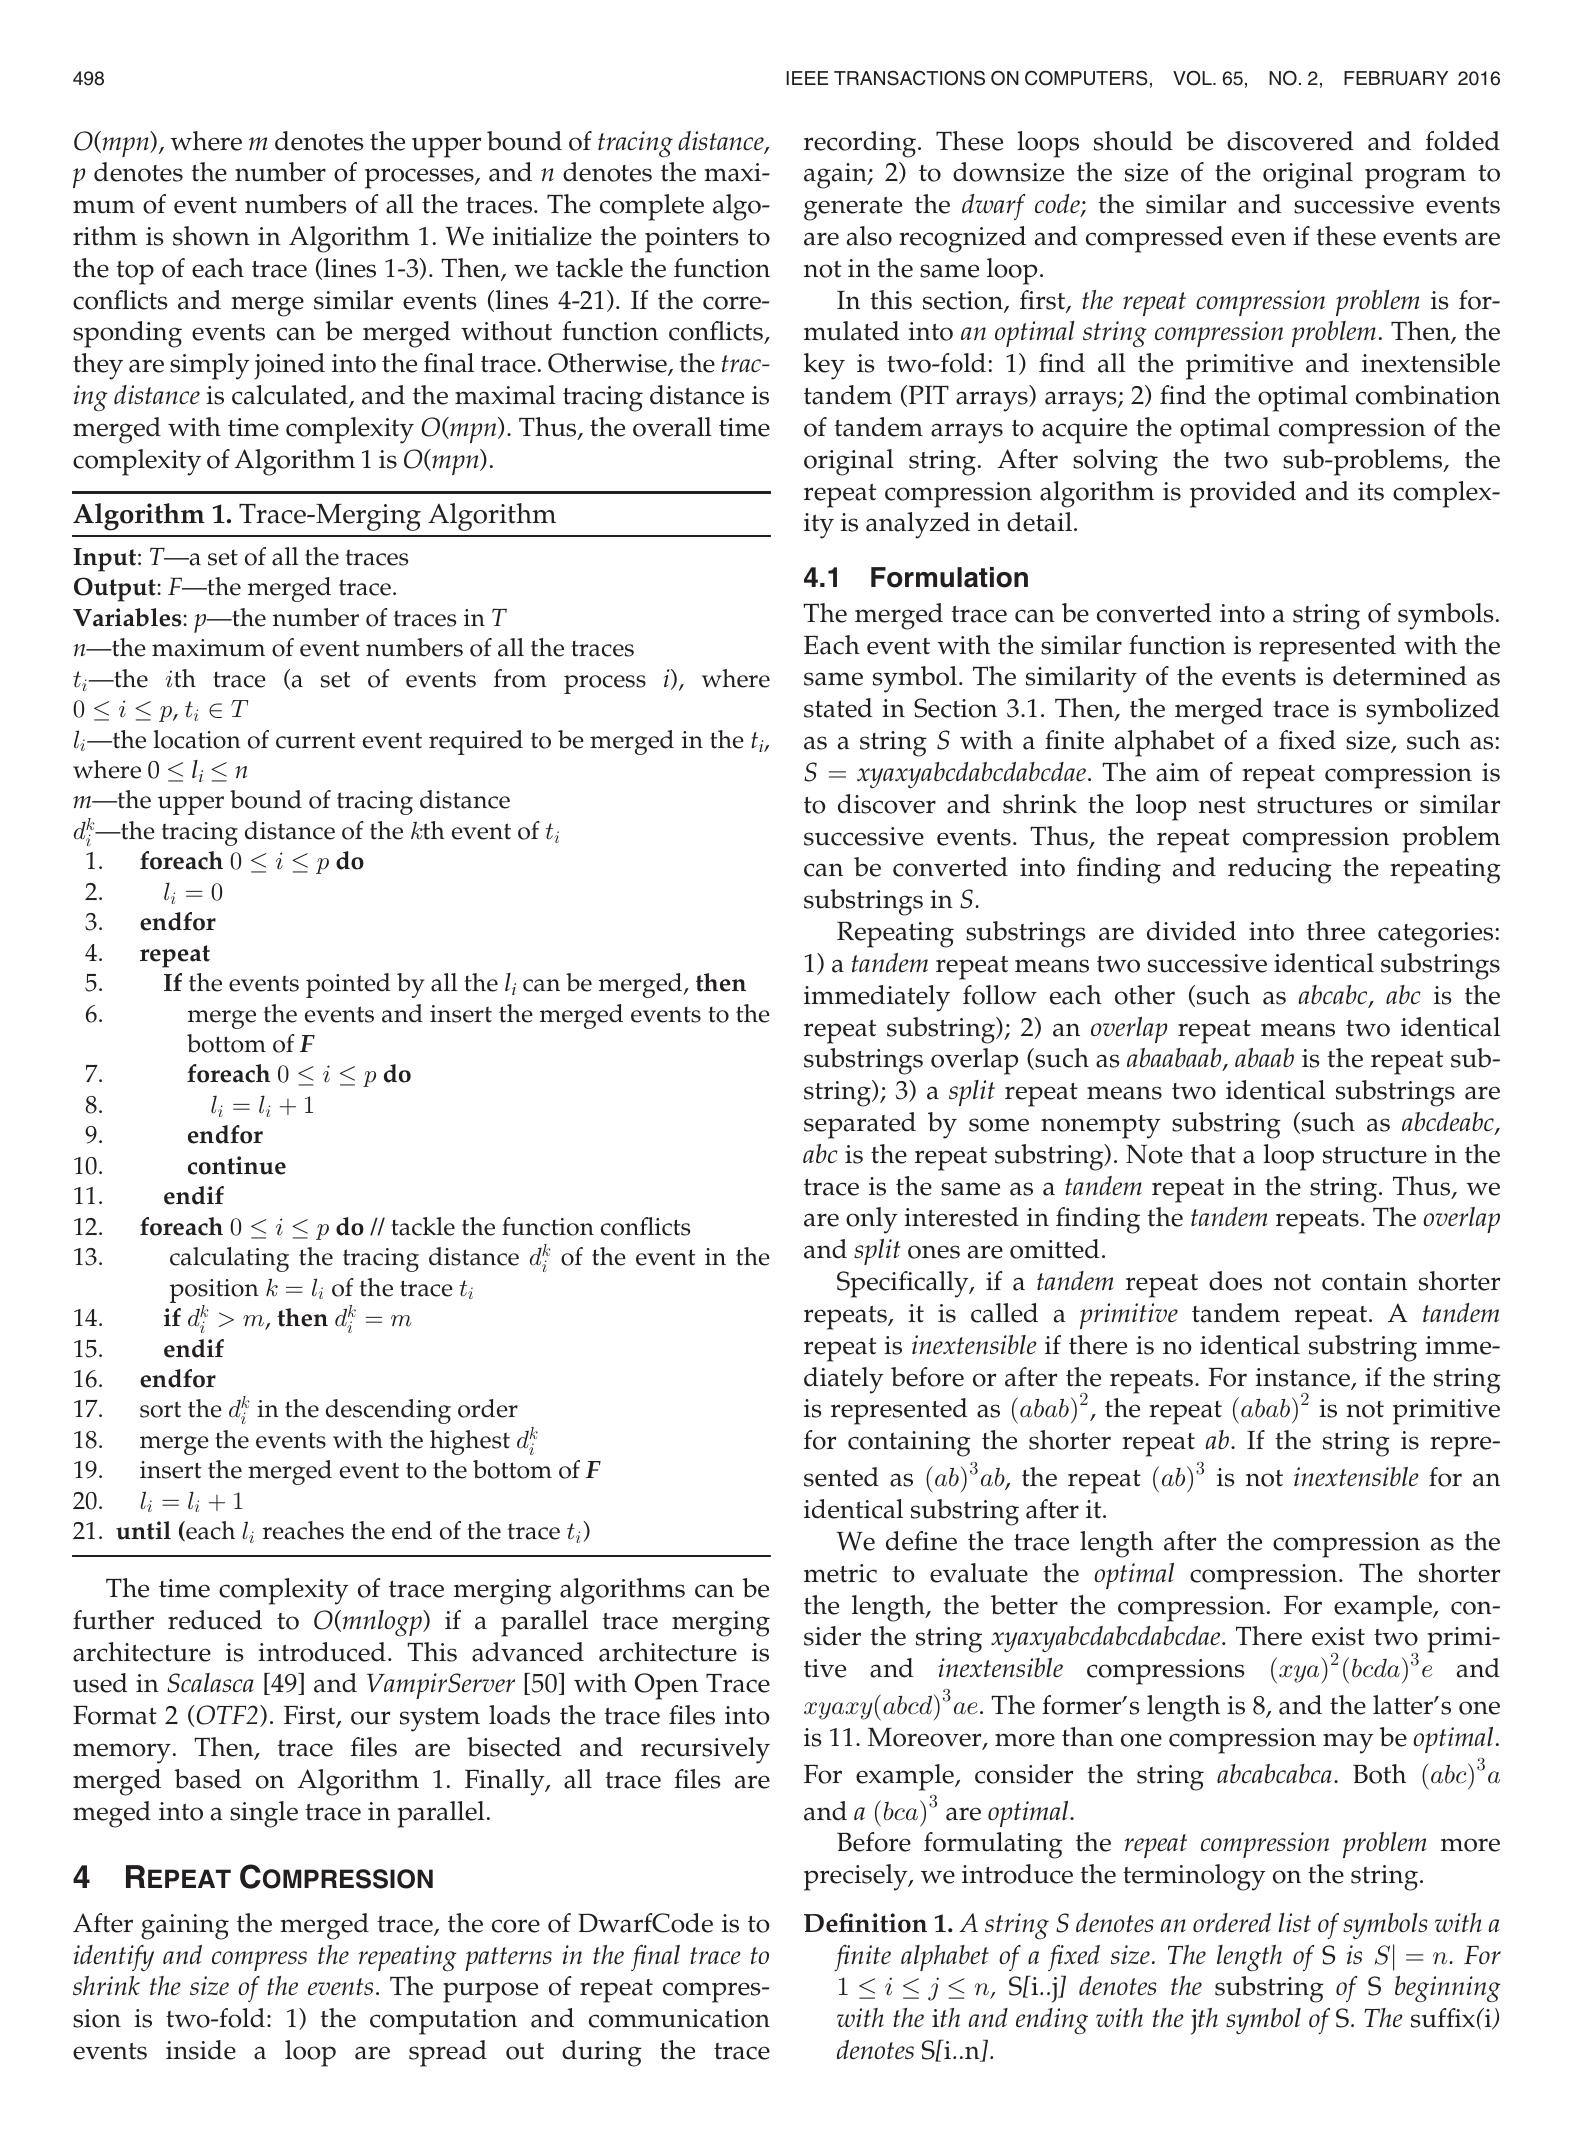 498
IEEE TRANSACTIONS ON COMPUTERS, VOL. 65, NO. 2, FEBRUARY 2016
O(mpn), where m denotes the upper bound of tracing distance,
p denotes the number of processes, and n denotes the maxi-
mum of event numbers of all the traces. The complete algo-
rithm is shown in Algorithm 1. We initialize the pointers to
the top of each trace (lines 1-3). Then, we tackle the function
conflicts and merge similar events (lines 4-21). If the corre-
sponding events can be merged without function conflicts,
they are simply joined into the final trace. Otherwise, the trac-
ing distance is calculated, and the maximal tracing distance is
merged with time complexity O(mpn). Thus, the overall time
complexity of Algorithm 1 is O(mpn).
Algorithm 1. Trace-Merging Algorithm
Input: T—a set of all the traces
Output: F—the merged trace.
Variables: p—the number of traces in T
n—the maximum of event numbers of all the traces
t_i—the ith trace (a set of events from process i), where
0 ≤ i ≤ p, t_i ∈ T
l_i—the location of current event required to be merged in the t_i,
where 0 ≤ l_i ≤ n
m—the upper bound of tracing distance
d_i^k—the tracing distance of the kth event of t_i
1. foreach 0 ≤ i ≤ p do
2. l_i = 0
3. endfor
4. repeat
5. If the events pointed by all the l_i can be merged, then
6. merge the events and insert the merged events to the
bottom of F
7. foreach 0 ≤ i ≤ p do
8. l_i = l_i + 1
9. endfor
10. continue
11. endif
12. foreach 0 ≤ i ≤ p do // tackle the function conflicts
13. calculating the tracing distance d_i^k of the event in the
position k = l_i of the trace t_i
14. if d_i^k > m, then d_i^k = m
15. endif
16. endfor
17. sort the d_i^k in the descending order
18. merge the events with the highest d_i^k
19. insert the merged event to the bottom of F
20. l_i = l_i + 1
21. until (each l_i reaches the end of the trace t_i)
The time complexity of trace merging algorithms can be
further reduced to O(mnlogp) if a parallel trace merging
architecture is introduced. This advanced architecture is
used in Scalasca [49] and VampirServer [50] with Open Trace
Format 2 (OTF2). First, our system loads the trace files into
memory. Then, trace files are bisected and recursively
merged based on Algorithm 1. Finally, all trace files are
meged into a single trace in parallel.
4 REPEAT COMPRESSION
After gaining the merged trace, the core of DwarfCode is to
identify and compress the repeating patterns in the final trace to
shrink the size of the events. The purpose of repeat compres-
sion is two-fold: 1) the computation and communication
events inside a loop are spread out during the trace
recording. These loops should be discovered and folded
again; 2) to downsize the size of the original program to
generate the dwarf code; the similar and successive events
are also recognized and compressed even if these events are
not in the same loop.
In this section, first, the repeat compression problem is for-
mulated into an optimal string compression problem. Then, the
key is two-fold: 1) find all the primitive and inextensible
tandem (PIT arrays) arrays; 2) find the optimal combination
of tandem arrays to acquire the optimal compression of the
original string. After solving the two sub-problems, the
repeat compression algorithm is provided and its complex-
ity is analyzed in detail.
4.1 Formulation
The merged trace can be converted into a string of symbols.
Each event with the similar function is represented with the
same symbol. The similarity of the events is determined as
stated in Section 3.1. Then, the merged trace is symbolized
as a string S with a finite alphabet of a fixed size, such as:
S = xyaxyabcdabcdabcdae. The aim of repeat compression is
to discover and shrink the loop nest structures or similar
successive events. Thus, the repeat compression problem
can be converted into finding and reducing the repeating
substrings in S.
Repeating substrings are divided into three categories:
1) a tandem repeat means two successive identical substrings
immediately follow each other (such as abcabc, abc is the
repeat substring); 2) an overlap repeat means two identical
substrings overlap (such as abaabaab, abaab is the repeat sub-
string); 3) a split repeat means two identical substrings are
separated by some nonempty substring (such as abcdeabc,
abc is the repeat substring). Note that a loop structure in the
trace is the same as a tandem repeat in the string. Thus, we
are only interested in finding the tandem repeats. The overlap
and split ones are omitted.
Specifically, if a tandem repeat does not contain shorter
repeats, it is called a primitive tandem repeat. A tandem
repeat is inextensible if there is no identical substring imme-
diately before or after the repeats. For instance, if the string
is represented as (abab)², the repeat (abab)² is not primitive
for containing the shorter repeat ab. If the string is repre-
sented as (ab)³ab, the repeat (ab)³ is not inextensible for an
identical substring after it.
We define the trace length after the compression as the
metric to evaluate the optimal compression. The shorter
the length, the better the compression. For example, con-
sider the string xyaxyabcdabcdabcdae. There exist two primi-
tive and inextensible compressions (xya)²(bcda)³e and
xyaxy(abcd)³ae. The former's length is 8, and the latter's one
is 11. Moreover, more than one compression may be optimal.
For example, consider the string abcabcabca. Both (abc)³a
and a (bca)³ are optimal.
Before formulating the repeat compression problem more
precisely, we introduce the terminology on the string.
Definition 1. A string S denotes an ordered list of symbols with a
finite alphabet of a fixed size. The length of S is S| = n. For
1 ≤ i ≤ j ≤ n, S[i..j] denotes the substring of S beginning
with the ith and ending with the jth symbol of S. The suffix(i)
denotes S[i..n].